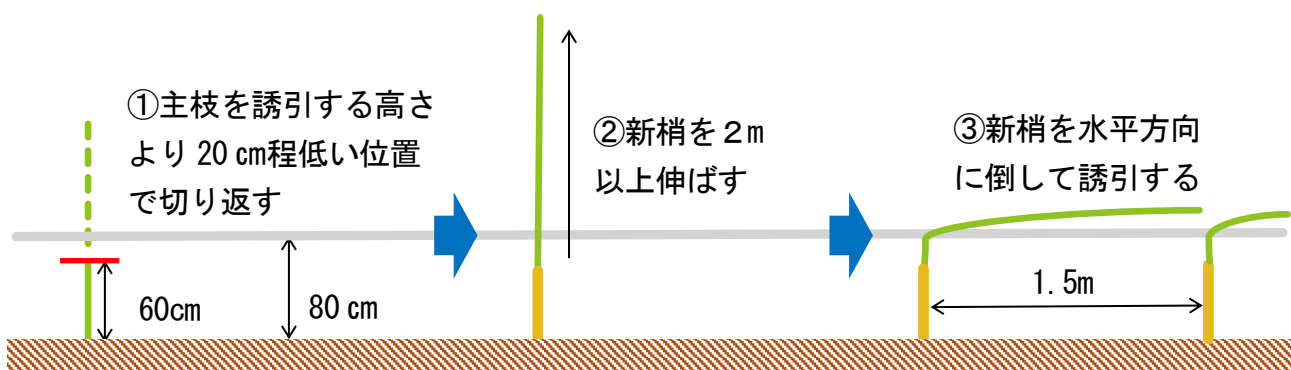 ①主枝を誘引する高さ
より 20 ㎝程低い位置
で切り返す
60㎝
80 ㎝
②新梢を２ｍ
以上伸ばす
③新梢を水平方向
に倒して誘引する
1.5m